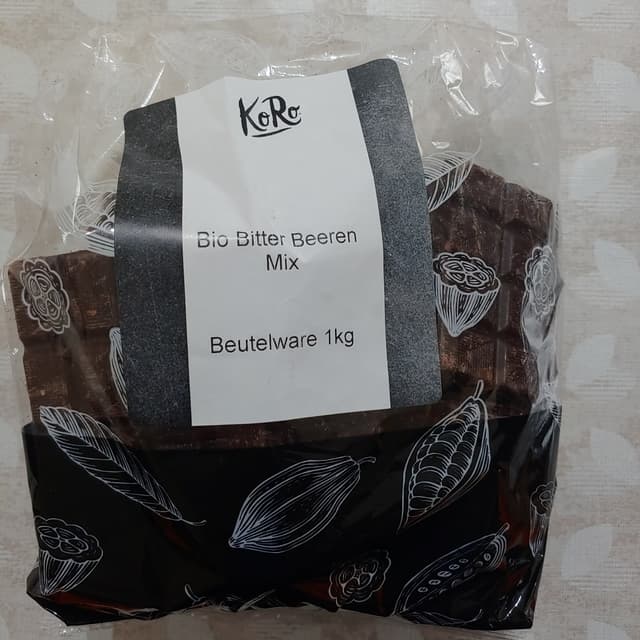 KoRo
Bio Bitter Beeren
Mix
Beutelware 1kg